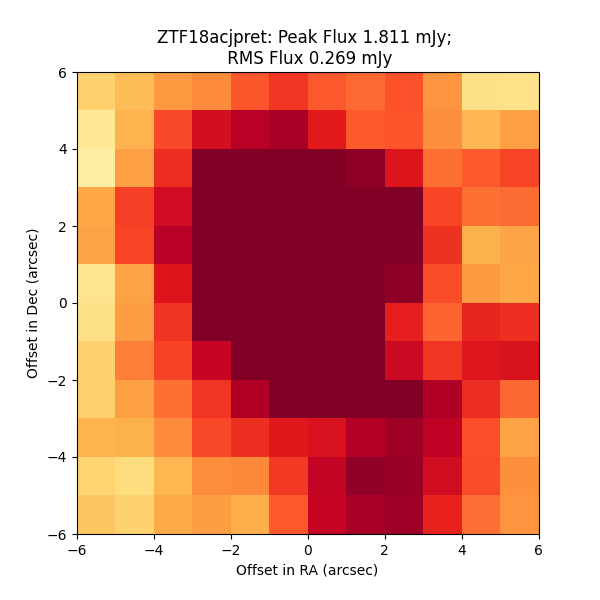 ZTF18acjpret: Peak Flux 1.811 mJy;
RMS Flux 0.269 mJy
6
4
2
0
−2
−4
−6
Offset in Dec (arcsec)
−6 −4 −2 0 2 4 6
Offset in RA (arcsec)